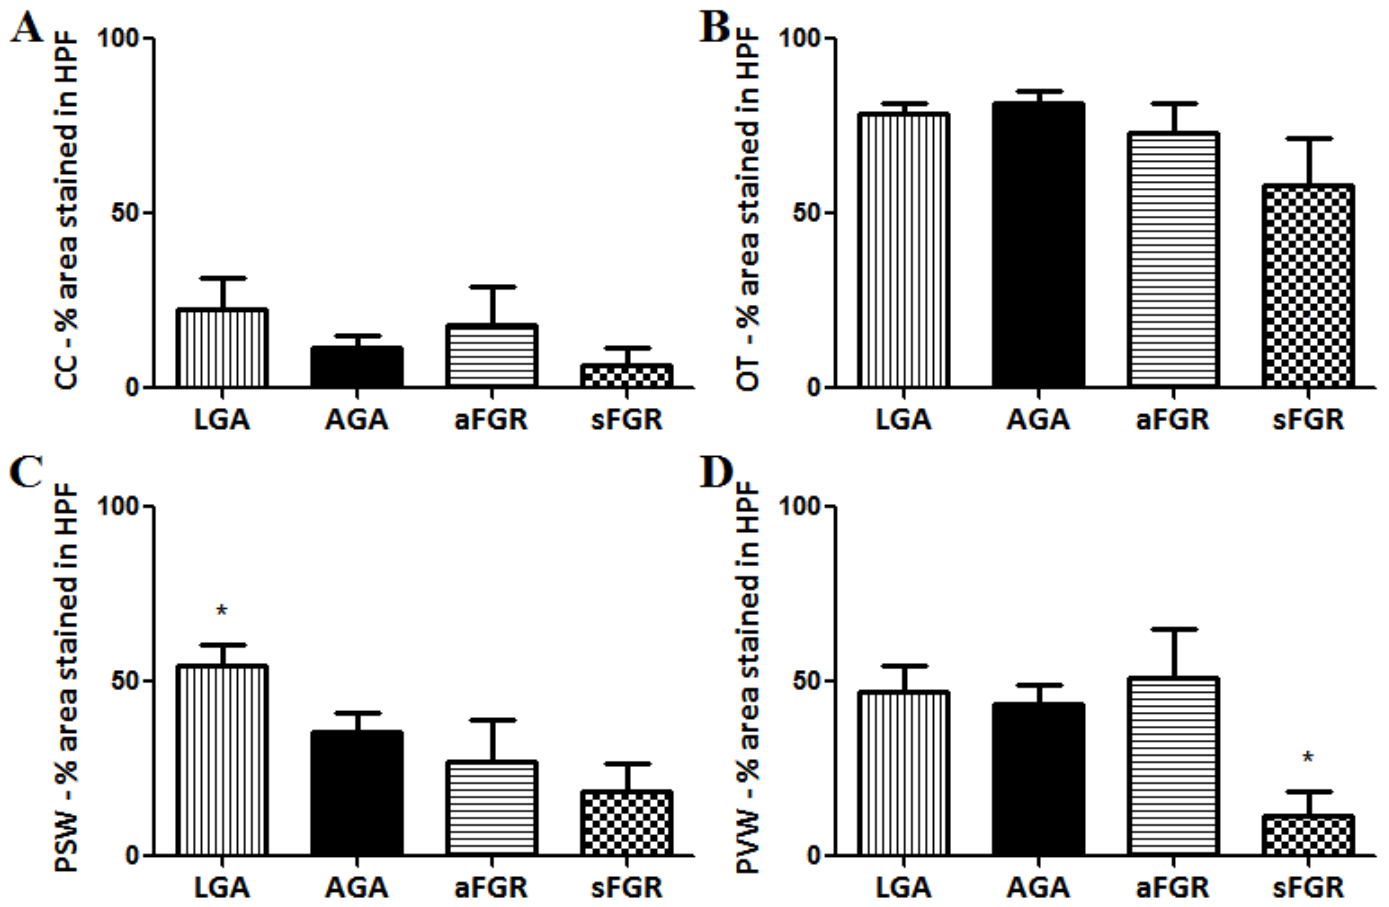 A
CC - % area stained in HPF
100
50
0
LGA AGA aFGR sFGR
B
OT - % area stained in HPF
100
50
0
LGA AGA aFGR sFGR
C
PSW - % area stained in HPF
100
50
0
*
LGA AGA aFGR sFGR
D
PVW - % area stained in HPF
100
50
0
*
LGA AGA aFGR sFGR